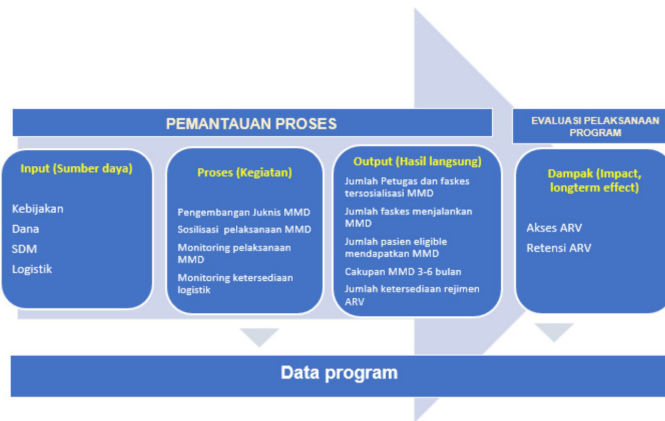 PEMANTAUAN PROSES
EVALUASI PELAKSANAAN
PROGRAM
Input (Sumber daya)
Kebijakan
Dana
SDM
Logistik
Proses (Kegiatan)
Pengembangan Juknis MMD
Sosilisasi pelaksanaan MMD
Monitoring pelaksanaan
MMD
Monitoring ketersediaan
logistik
Output (Hasil langsung)
Jumlah Petugas dan faskes
tersosialisasi MMD
Jumlah faskes menjalankan
MMD
Jumlah pasien eligible
mendapatkan MMD
Cakupan MMD 3-6 bulan
Jumlah ketersediaan rejimen
ARV
Dampak (Impact,
longterm effect)
Akses ARV
Retensi ARV
Data program